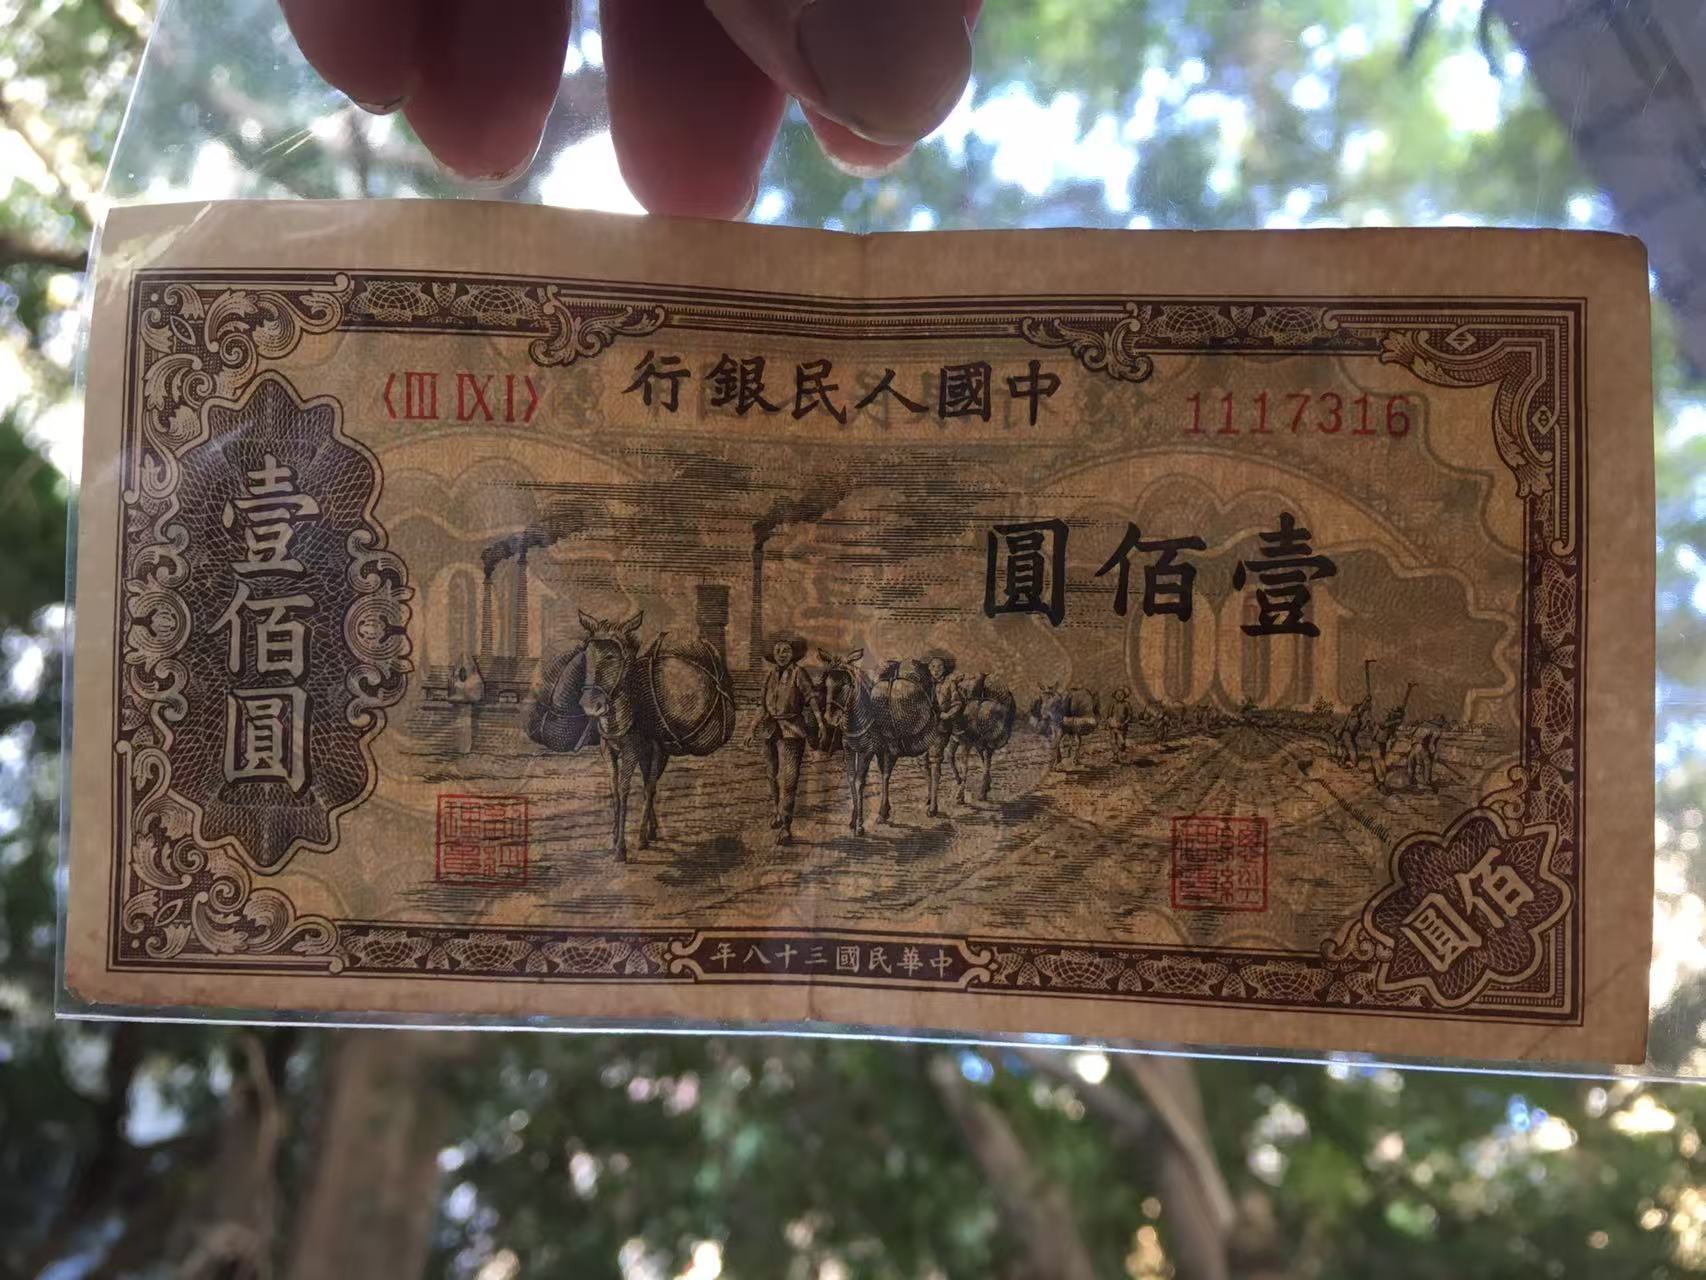 〈III IX I〉
中國人民銀行
1117316
壹佰圓
壹佰圓
佰圓
中華民國三十八年